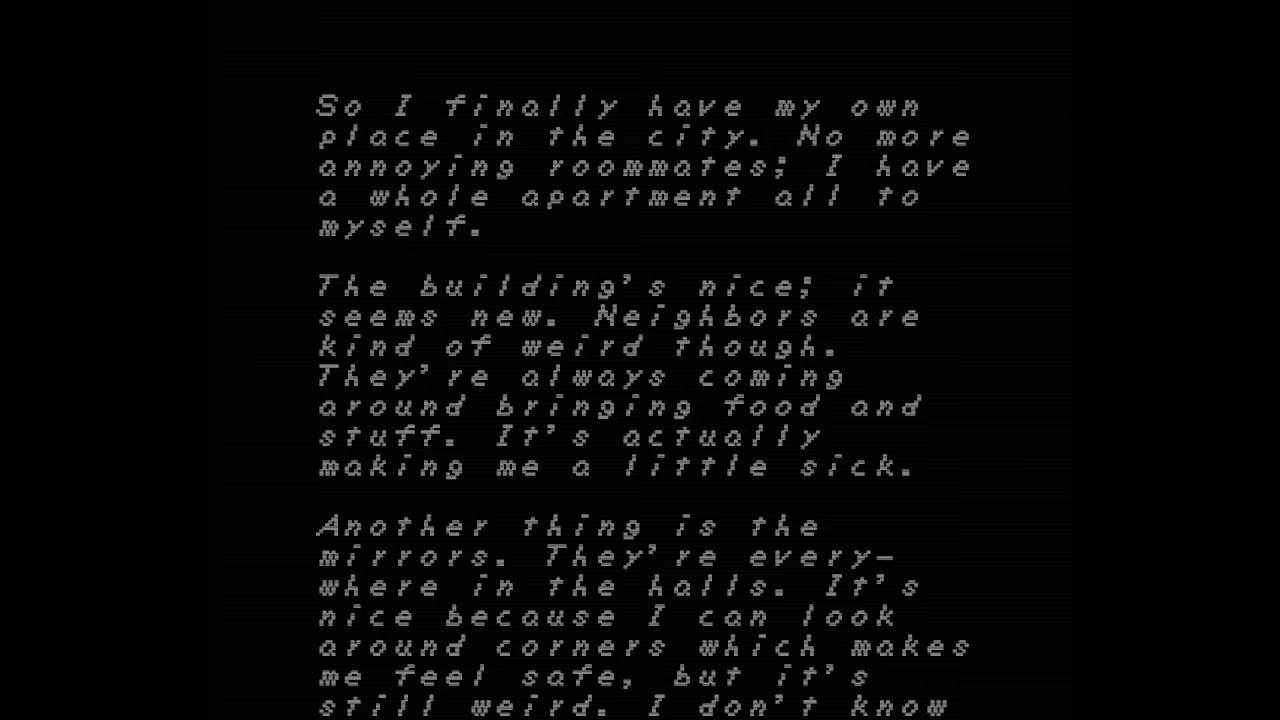 So I finally have my own
place in the city. No more
annoying roommates; I have
a whole apartment all to
myself.
The building's nice; it
seems new. Neighbors are
kind of weird though.
They're always coming
around bringing food and
stuff. It's actually
making me a little sick.
Another thing is the
mirrors. They're every-
where in the halls. It's
nice because I can look
around corners which makes
me feel safe, but it's
still weird. I don't know